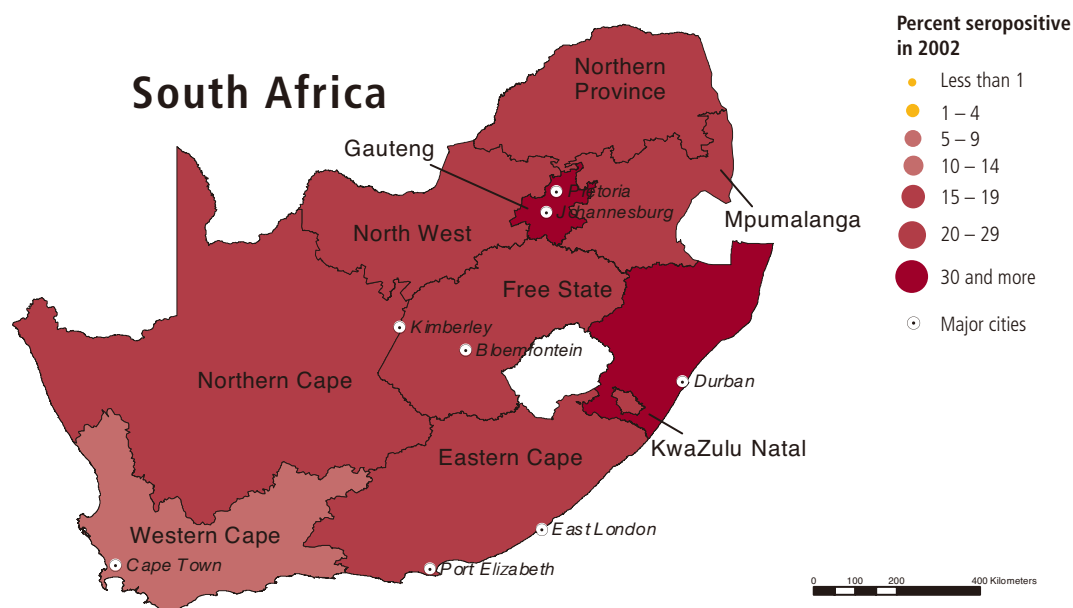 South Africa
Percent seropositive
in 2002
Less than 1
1 – 4
5 – 9
10 – 14
15 – 19
20 – 29
30 and more
Major cities
Northern
Province
Gauteng
Pretoria
Johannesburg
Mpumalanga
North West
Free State
Kimberley
Bloemfontein
Northern Cape
Durban
KwaZulu Natal
Eastern Cape
Western Cape
East London
Cape Town
Port Elizabeth
0 100 200 400 Kilometers